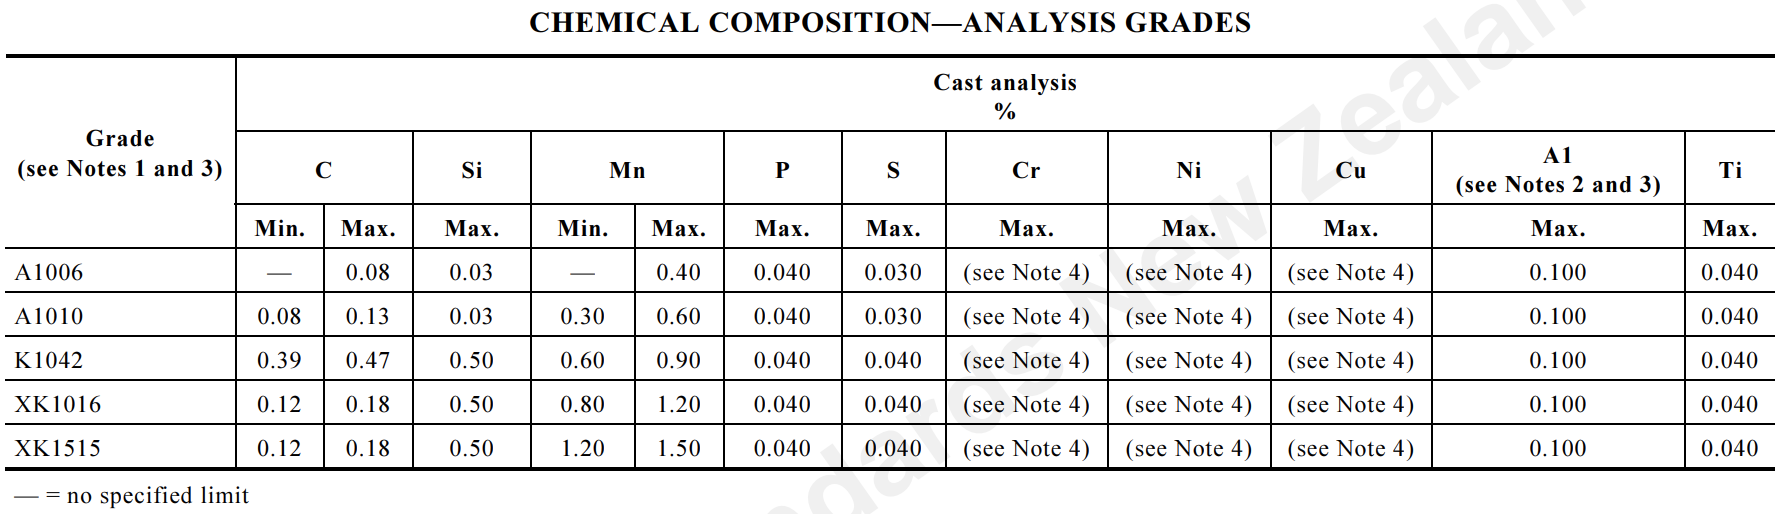 CHEMICAL COMPOSITION—ANALYSIS GRADES
Grade
(see Notes 1 and 3)
Cast analysis
%
C Si Mn P S Cr Ni Cu A1
(see Notes 2 and 3) Ti
Min. Max. Max. Min. Max. Max. Max. Max. Max. Max. Max. Max.
A1006 — 0.08 0.03 — 0.40 0.040 0.030 (see Note 4) (see Note 4) (see Note 4) 0.100 0.040
A1010 0.08 0.13 0.03 0.30 0.60 0.040 0.030 (see Note 4) (see Note 4) (see Note 4) 0.100 0.040
K1042 0.39 0.47 0.50 0.60 0.90 0.040 0.040 (see Note 4) (see Note 4) (see Note 4) 0.100 0.040
XK1016 0.12 0.18 0.50 0.80 1.20 0.040 0.040 (see Note 4) (see Note 4) (see Note 4) 0.100 0.040
XK1515 0.12 0.18 0.50 1.20 1.50 0.040 0.040 (see Note 4) (see Note 4) (see Note 4) 0.100 0.040
— = no specified limit